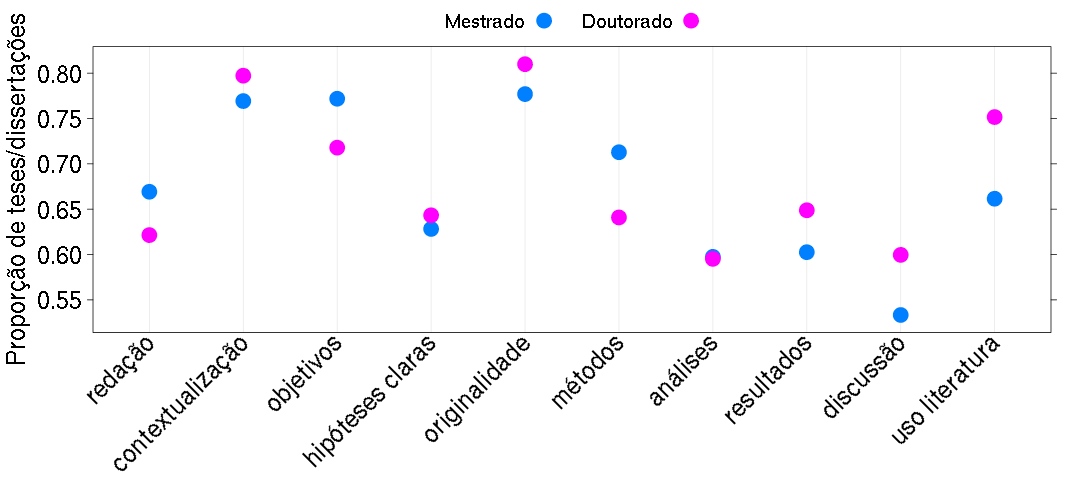 Mestrado Doutorado
Proporção de teses/dissertações
0.80
0.75
0.70
0.65
0.60
0.55
redação
contextualização
objetivos
hipóteses claras
originalidade
métodos
análises
resultados
discussão
uso literatura